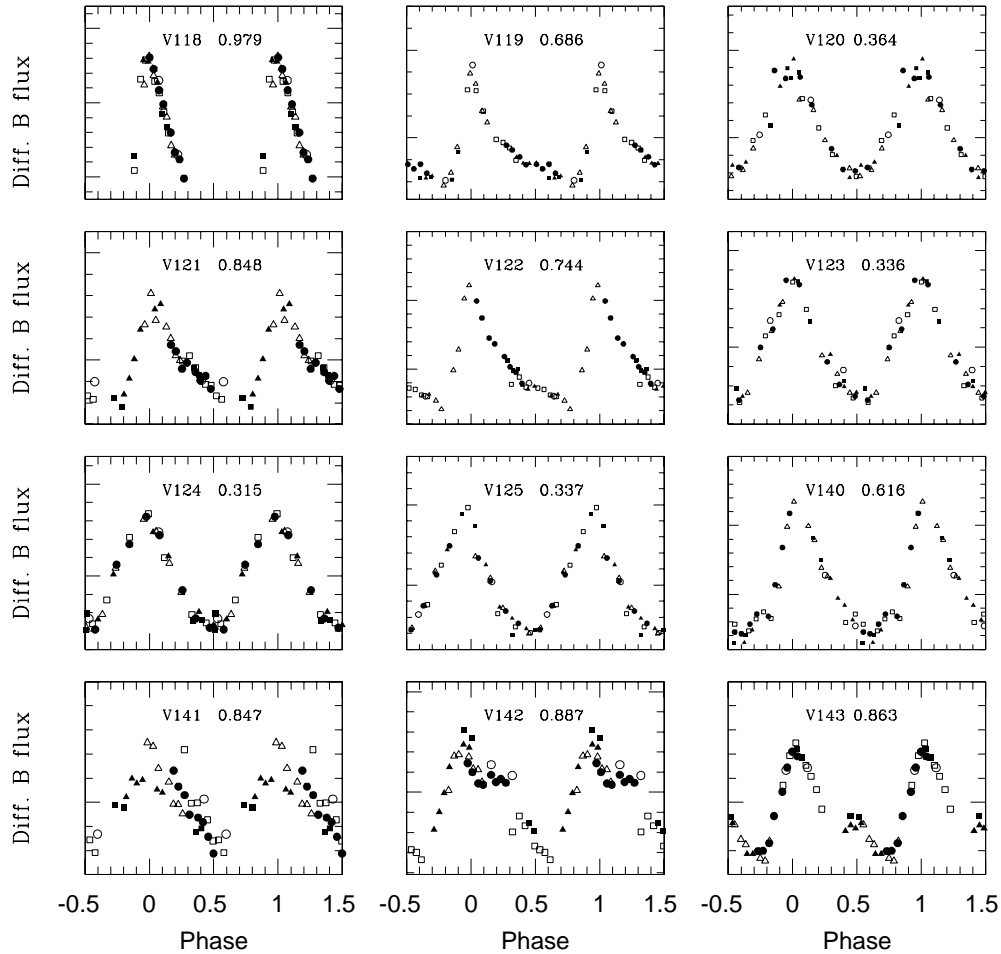 Diff. B flux
V118 0.979
V119 0.686
V120 0.364
Diff. B flux
V121 0.848
V122 0.744
V123 0.336
Diff. B flux
V124 0.315
V125 0.337
V140 0.616
Diff. B flux
V141 0.847
V142 0.887
V143 0.863
-0.5 0 0.5 1 1.5
-0.5 0 0.5 1 1.5
-0.5 0 0.5 1 1.5
Phase
Phase
Phase